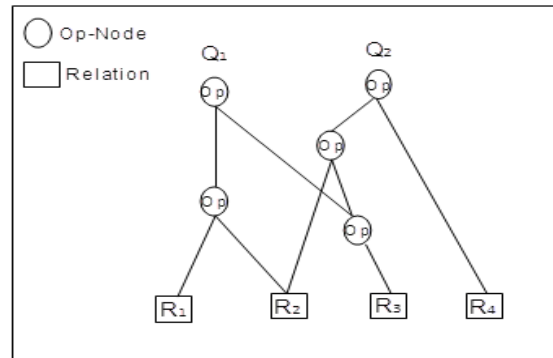 Op-Node
Relation
Q₁ Q₂
Op Op
Op
Op
Op
R₁ R₂ R₃ R₄